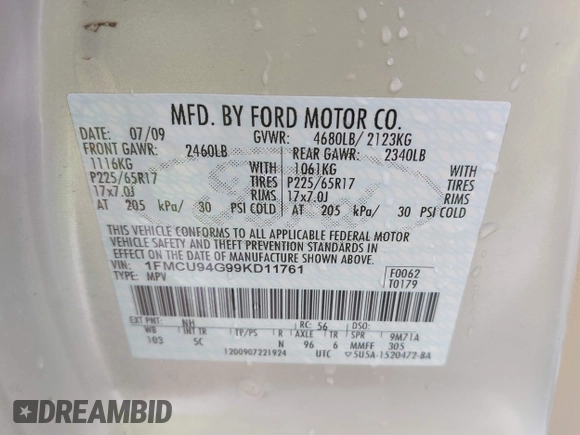 MFD. BY FORD MOTOR CO.
DATE: 07/09 GVWR: 4680LB/ 2123KG
FRONT GAWR: 2460LB REAR GAWR: 2340LB
1116KG WITH 1061KG WITH
P225/65R17 TIRES P225/65R17 TIRES
17x7.0J RIMS 17x7.0J RIMS
AT 205 kPa/ 30 PSI COLD AT 205 kPa/ 30 PSI COLD
THIS VEHICLE CONFORMS TO ALL APPLICABLE FEDERAL MOTOR
VEHICLE SAFETY AND THEFT PREVENTION STANDARDS IN
EFFECT ON THE DATE OF MANUFACTURE SHOWN ABOVE.
VIN: 1FMCU94G99KD11761 F0062
TYPE: MPV T0179
EXT PNT: NH RC: 56 DSO:
WB INT TR TP/PS R AXLE TR SPR 9M71A
103 5C N 96 6 MMFF 305
1200907221924 UTC 5U5A-1520472-BA
DREAMBID